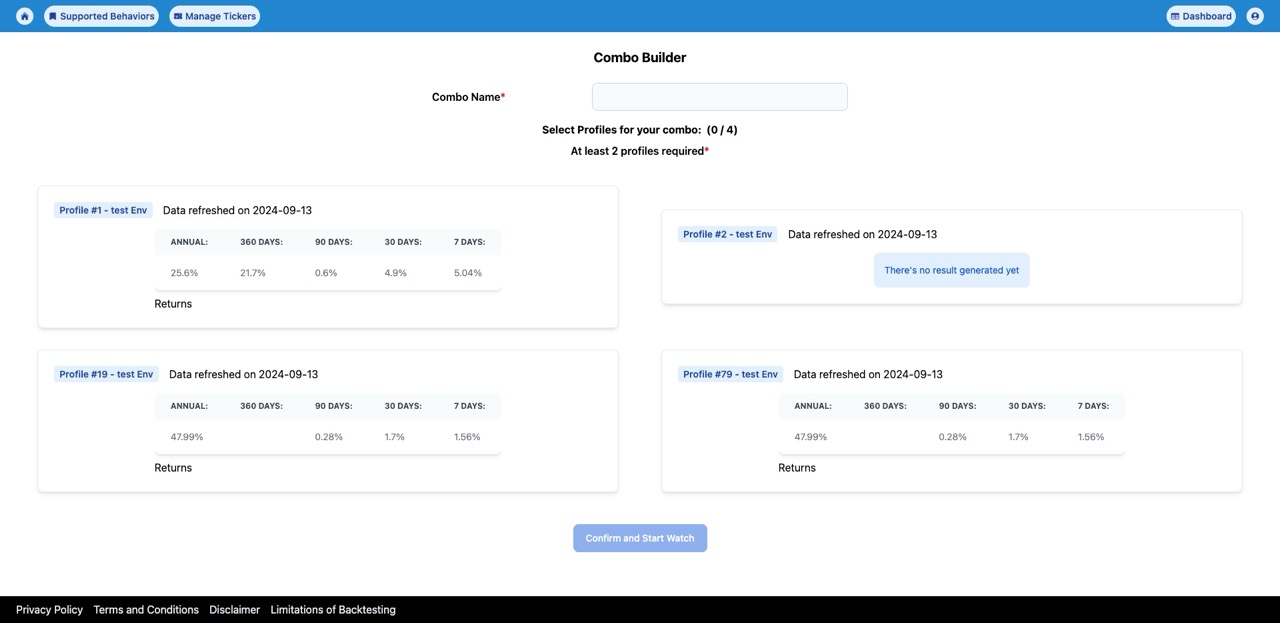 Supported Behaviors Manage Tickers Dashboard
Combo Builder
Combo Name*
Select Profiles for your combo: (0 / 4)
At least 2 profiles required*
Profile #1 - test Env Data refreshed on 2024-09-13
ANNUAL: 360 DAYS: 90 DAYS: 30 DAYS: 7 DAYS:
25.6% 21.7% 0.6% 4.9% 5.04%
Returns
Profile #2 - test Env Data refreshed on 2024-09-13
There's no result generated yet
Profile #19 - test Env Data refreshed on 2024-09-13
ANNUAL: 360 DAYS: 90 DAYS: 30 DAYS: 7 DAYS:
47.99% 0.28% 1.7% 1.56%
Returns
Profile #79 - test Env Data refreshed on 2024-09-13
ANNUAL: 360 DAYS: 90 DAYS: 30 DAYS: 7 DAYS:
47.99% 0.28% 1.7% 1.56%
Returns
Confirm and Start Watch
Privacy Policy Terms and Conditions Disclaimer Limitations of Backtesting